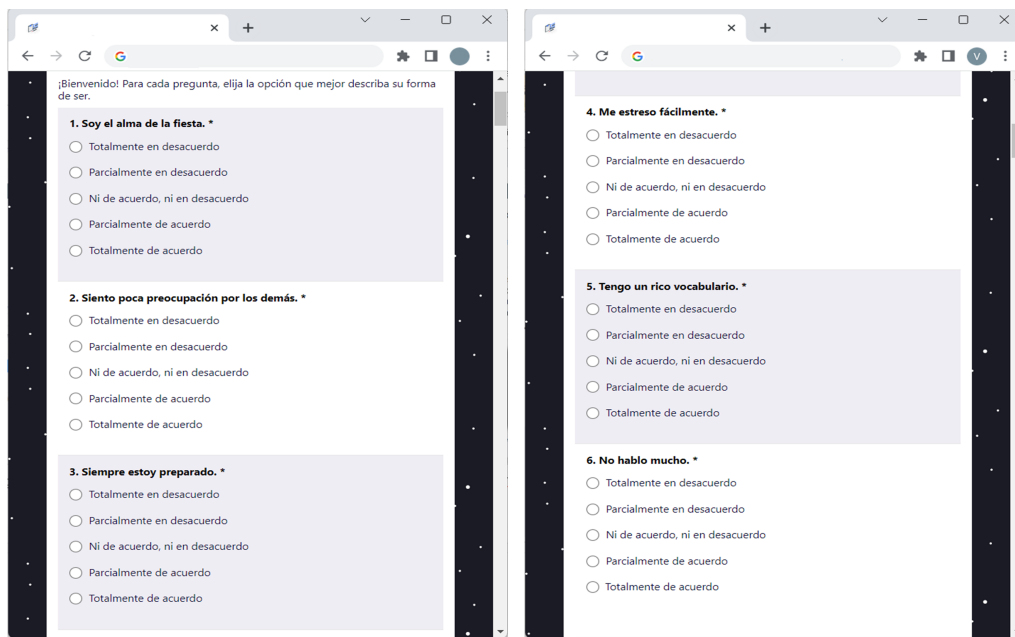 ¡Bienvenido! Para cada pregunta, elija la opción que mejor describa su forma
de ser.
1. Soy el alma de la fiesta. *
Totalmente en desacuerdo
Parcialmente en desacuerdo
Ni de acuerdo, ni en desacuerdo
Parcialmente de acuerdo
Totalmente de acuerdo
2. Siento poca preocupación por los demás. *
Totalmente en desacuerdo
Parcialmente en desacuerdo
Ni de acuerdo, ni en desacuerdo
Parcialmente de acuerdo
Totalmente de acuerdo
3. Siempre estoy preparado. *
Totalmente en desacuerdo
Parcialmente en desacuerdo
Ni de acuerdo, ni en desacuerdo
Parcialmente de acuerdo
Totalmente de acuerdo
V
4. Me estreso fácilmente. *
Totalmente en desacuerdo
Parcialmente en desacuerdo
Ni de acuerdo, ni en desacuerdo
Parcialmente de acuerdo
Totalmente de acuerdo
5. Tengo un rico vocabulario. *
Totalmente en desacuerdo
Parcialmente en desacuerdo
Ni de acuerdo, ni en desacuerdo
Parcialmente de acuerdo
Totalmente de acuerdo
6. No hablo mucho. *
Totalmente en desacuerdo
Parcialmente en desacuerdo
Ni de acuerdo, ni en desacuerdo
Parcialmente de acuerdo
Totalmente de acuerdo